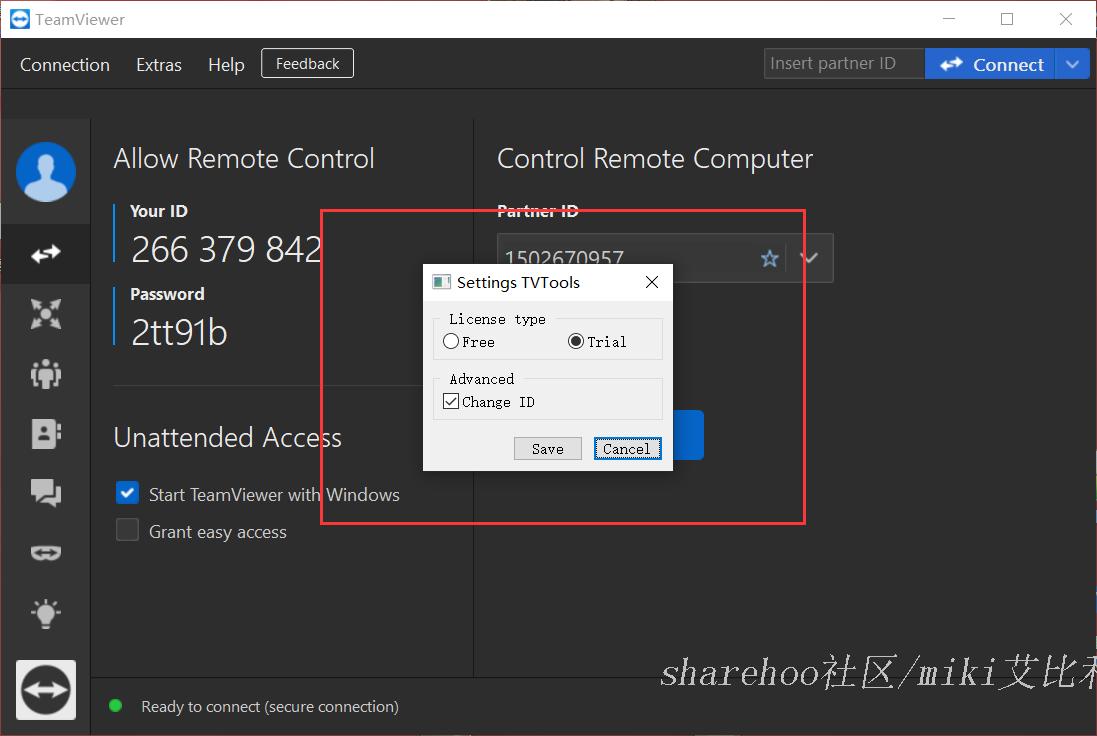 TeamViewer
Connection Extras Help Feedback
Insert partner ID
Connect
Allow Remote Control
Your ID
266 379 842
Password
2tt91b
Unattended Access
Start TeamViewer with Windows
Grant easy access
Control Remote Computer
Partner ID
1502670957
Settings TVTools
License type
Free Trial
Advanced
Change ID
Save Cancel
sharehoo社区/miki艾比
Ready to connect (secure connection)